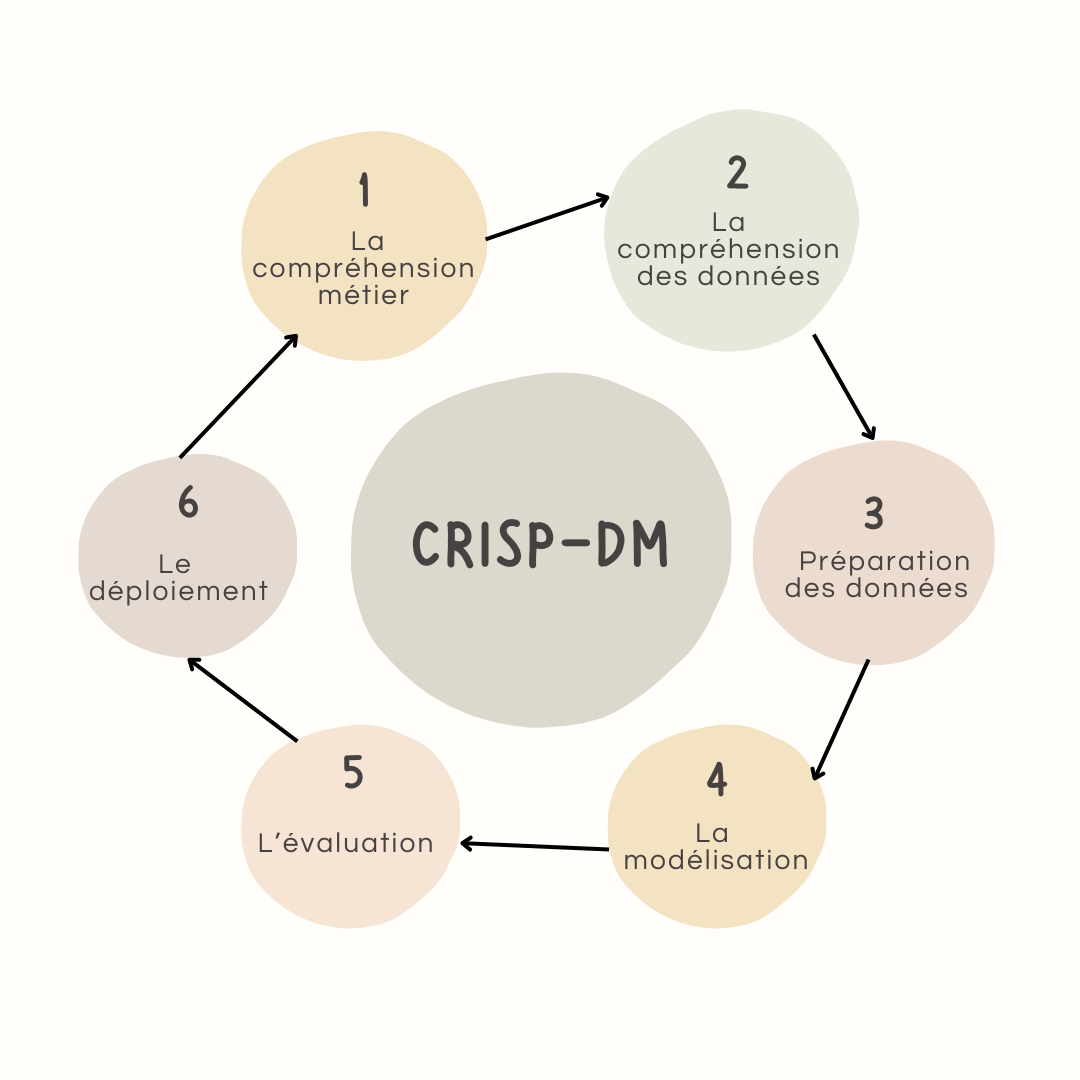 1
La
compréhension
métier
2
La
compréhension
des données
3
Préparation
des données
4
La
modélisation
5
L’évaluation
6
Le
déploiement
CRISP-DM